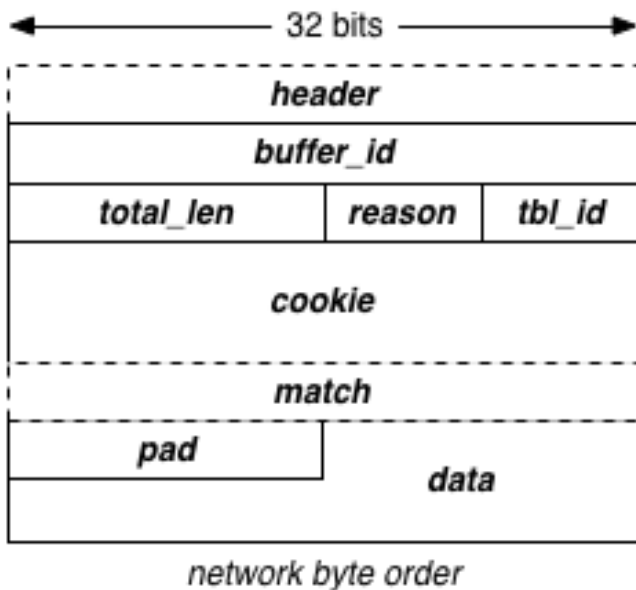 32 bits
header
buffer_id
total_len reason tbl_id
cookie
match
pad
data
network byte order